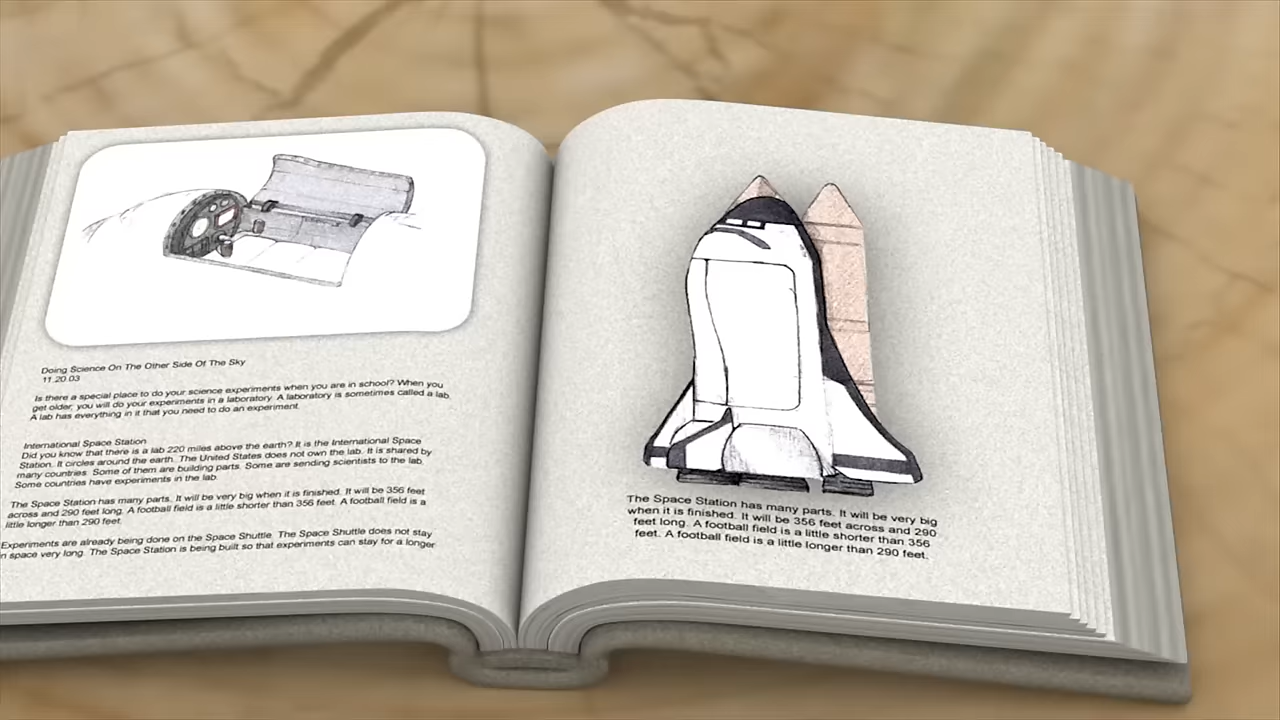 Doing Science On The Other Side Of The Sky
11.20.03
Is there a special place to do your science experiments when you are in school? When you
get older, you will do your experiments in a laboratory. A laboratory is sometimes called a lab.
A lab has everything in it that you need to do an experiment.
International Space Station
Did you know that there is a lab 220 miles above the earth? It is the International Space
Station. It circles around the earth. The United States does not own the lab. It is shared by
many countries. Some of them are building parts. Some are sending scientists to the lab.
Some countries have experiments in the lab.
The Space Station has many parts. It will be very big when it is finished. It will be 356 feet
across and 290 feet long. A football field is a little shorter than 356 feet. A football field is a
little longer than 290 feet.
Experiments are already being done on the Space Shuttle. The Space Shuttle does not stay
n space very long. The Space Station is being built so that experiments can stay for a longer
The Space Station has many parts. It will be very big
when it is finished. It will be 356 feet across and 290
feet long. A football field is a little shorter than 356
feet. A football field is a little longer than 290 feet.